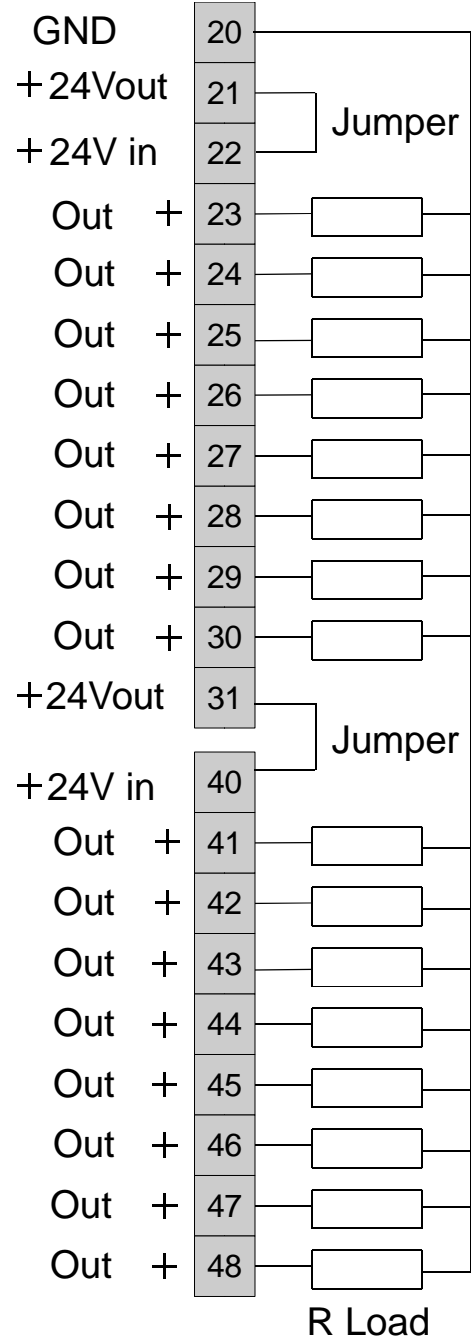 GND 20
+24Vout 21
Jumper
+24V in 22
Out + 23
Out + 24
Out + 25
Out + 26
Out + 27
Out + 28
Out + 29
Out + 30
+24Vout 31
Jumper
+24V in 40
Out + 41
Out + 42
Out + 43
Out + 44
Out + 45
Out + 46
Out + 47
Out + 48
R Load